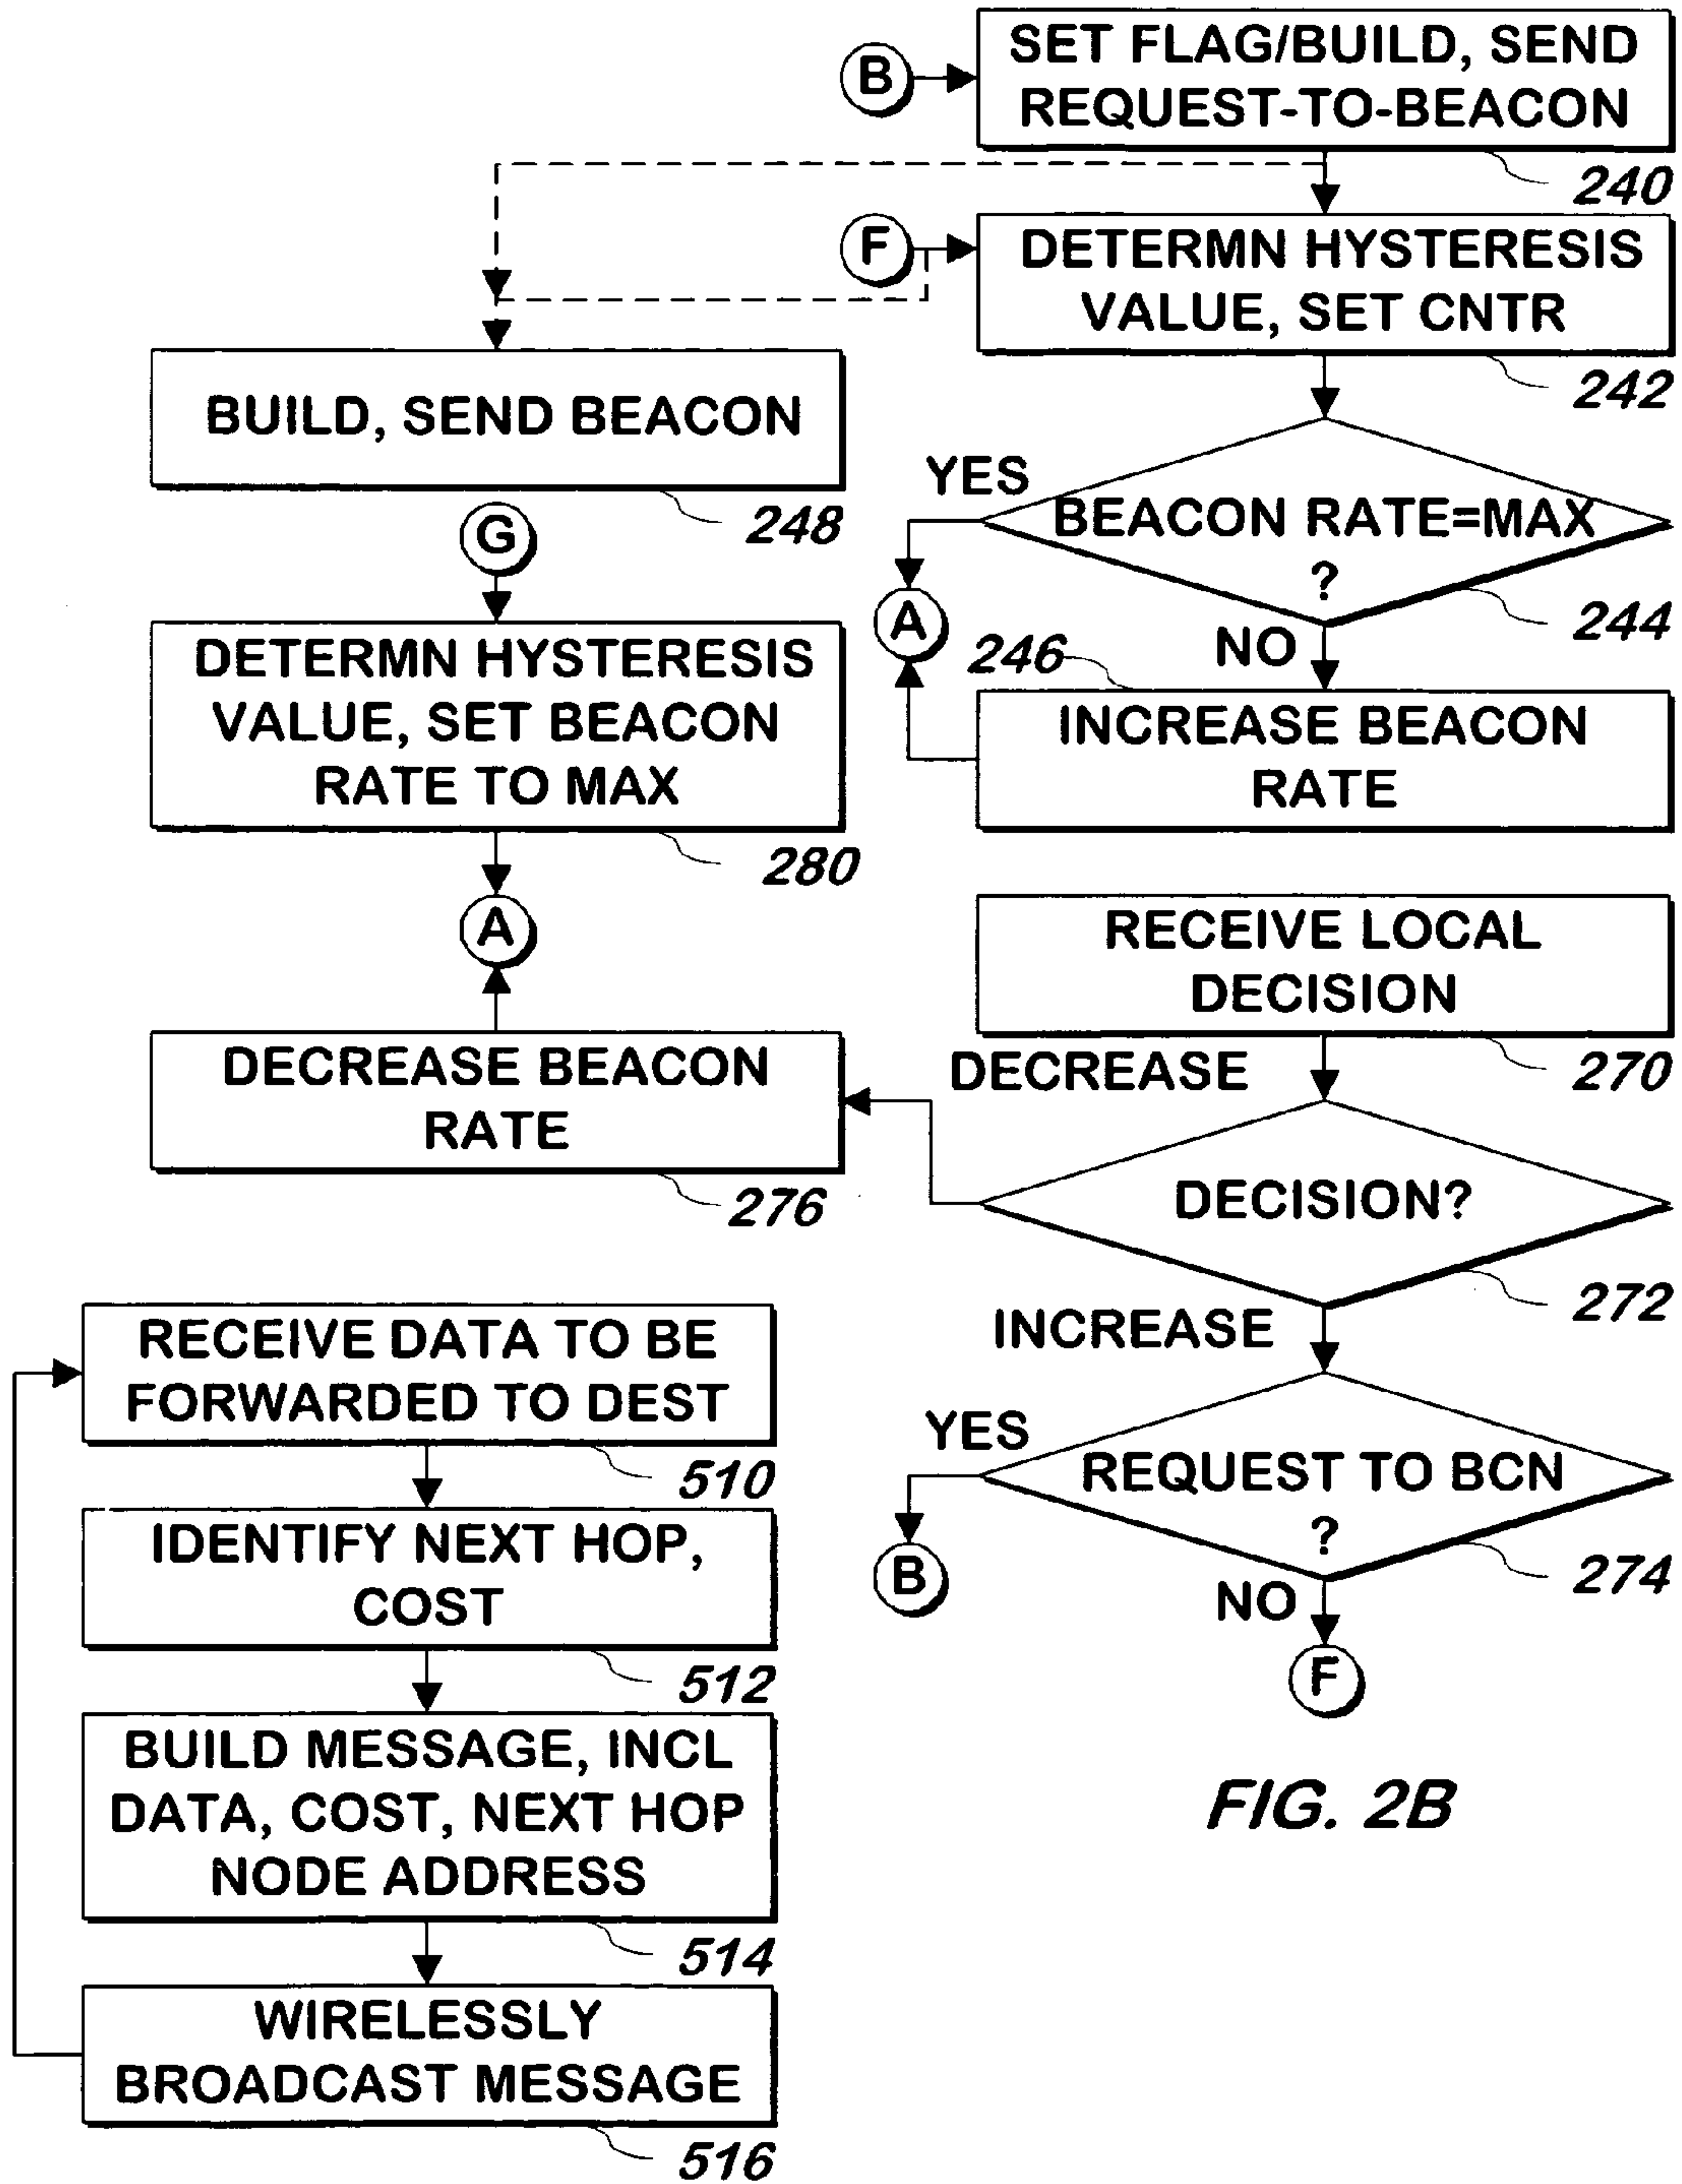 B
SET FLAG/BUILD, SEND
REQUEST-TO-BEACON
240
F
DETERMN HYSTERESIS
VALUE, SET CNTR
242
BUILD, SEND BEACON
248
YES
BEACON RATE=MAX
?
244
NO
A
246
INCREASE BEACON
RATE
G
DETERMN HYSTERESIS
VALUE, SET BEACON
RATE TO MAX
280
A
RECEIVE LOCAL
DECISION
270
DECREASE
DECREASE BEACON
RATE
276
DECISION?
272
INCREASE
YES
REQUEST TO BCN
?
274
B
NO
F
RECEIVE DATA TO BE
FORWARDED TO DEST
510
IDENTIFY NEXT HOP,
COST
512
BUILD MESSAGE, INCL
DATA, COST, NEXT HOP
NODE ADDRESS
514
WIRELESSLY
BROADCAST MESSAGE
516
FIG. 2B